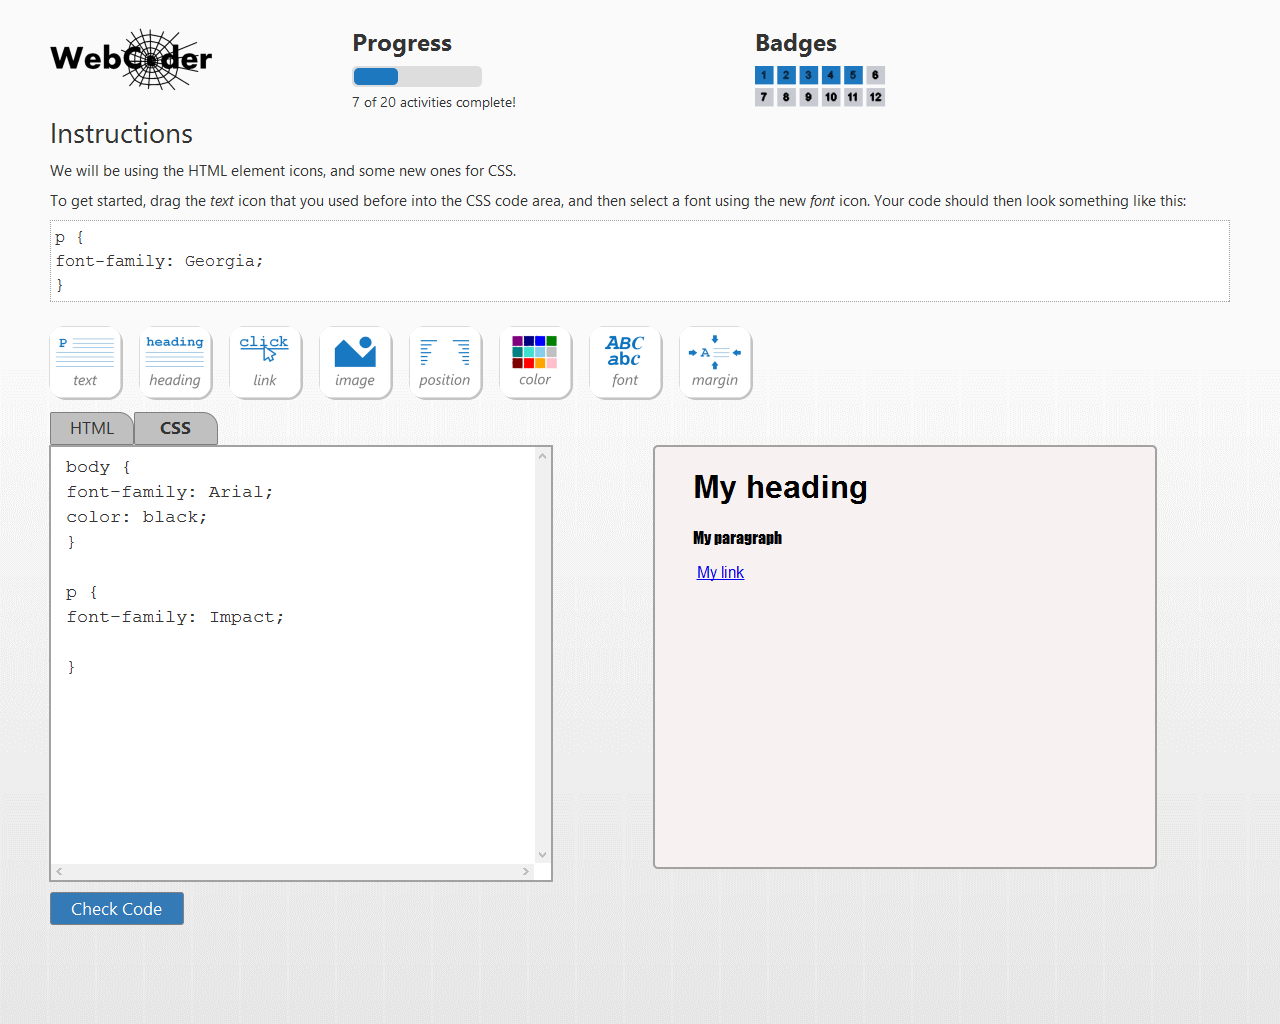 WebCoder
Progress
7 of 20 activities complete!
Badges
1 2 3 4 5 6
7 8 9 10 11 12
Instructions
We will be using the HTML element icons, and some new ones for CSS.
To get started, drag the text icon that you used before into the CSS code area, and then select a font using the new font icon. Your code should then look something like this:
p {
font-family: Georgia;
}
P
text
heading
heading
click
link
image
position
color
ABC
abc
font
A
margin
HTML CSS
body {
font-family: Arial;
color: black;
}
p {
font-family: Impact;
}
My heading
My paragraph
My link
Check Code